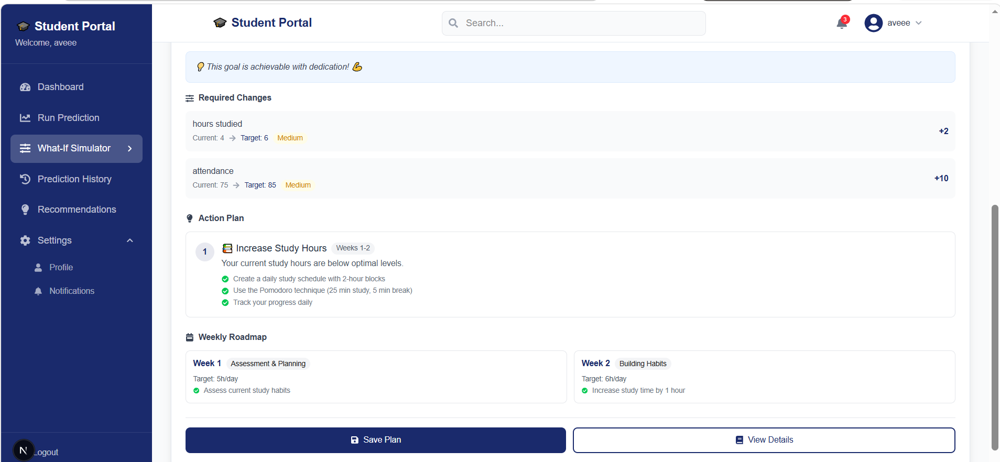 Student Portal
Welcome, aveee
Dashboard
Run Prediction
What-If Simulator
Prediction History
Recommendations
Settings
Profile
Notifications
N
Logout
Student Portal
Search...
3
aveee
This goal is achievable with dedication!
Required Changes
hours studied
Current: 4 → Target: 6 Medium
+2
attendance
Current: 75 → Target: 85 Medium
+10
Action Plan
1
Increase Study Hours Weeks 1-2
Your current study hours are below optimal levels.
Create a daily study schedule with 2-hour blocks
Use the Pomodoro technique (25 min study, 5 min break)
Track your progress daily
Weekly Roadmap
Week 1 Assessment & Planning
Target: 5h/day
Assess current study habits
Week 2 Building Habits
Target: 6h/day
Increase study time by 1 hour
Save Plan
View Details